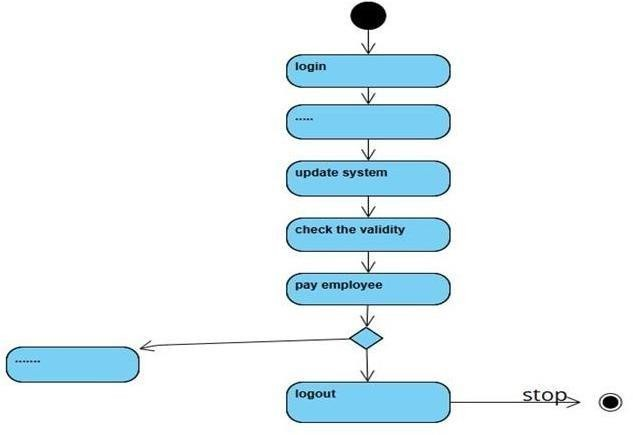 login
.....
update system
check the validity
pay employee
.......
logout
stop